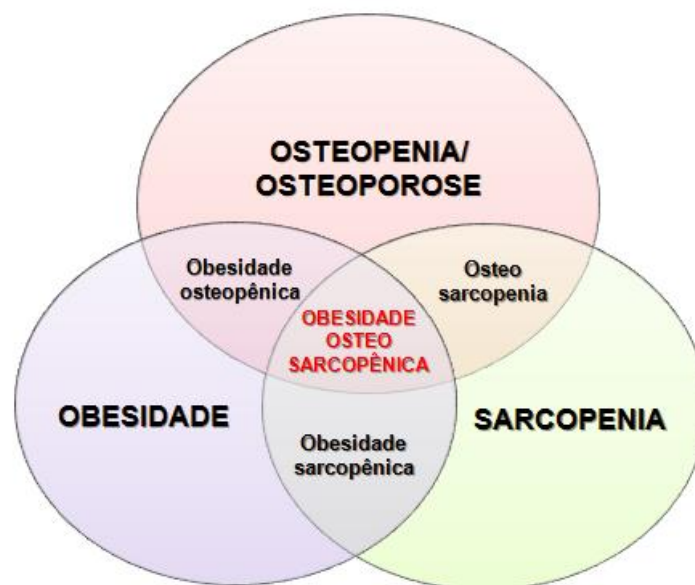 OSTEOPENIA/
OSTEOPOROSE
Obesidade
osteopênica
Osteo
sarcopenia
OBESIDADE
OSTEO
SARCOPÊNICA
OBESIDADE
SARCOPENIA
Obesidade
sarcopênica